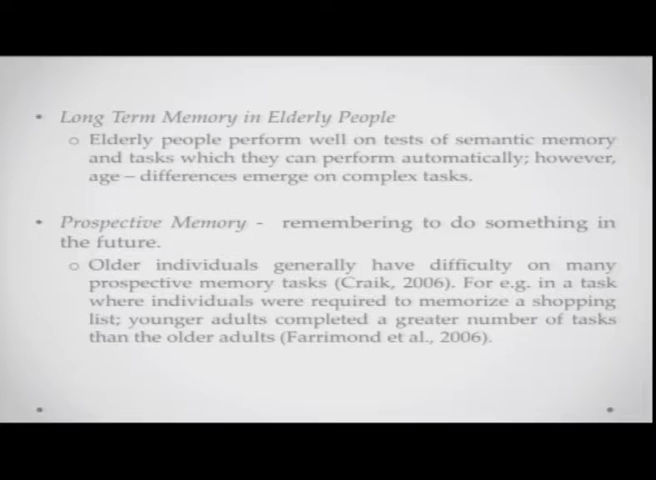 • Long Term Memory in Elderly People
o Elderly people perform well on tests of semantic memory
and tasks which they can perform automatically; however,
age – differences emerge on complex tasks.
• Prospective Memory - remembering to do something in
the future.
o Older individuals generally have difficulty on many
prospective memory tasks (Craik, 2006). For e.g. in a task
where individuals were required to memorize a shopping
list; younger adults completed a greater number of tasks
than the older adults (Farrimond et al., 2006).